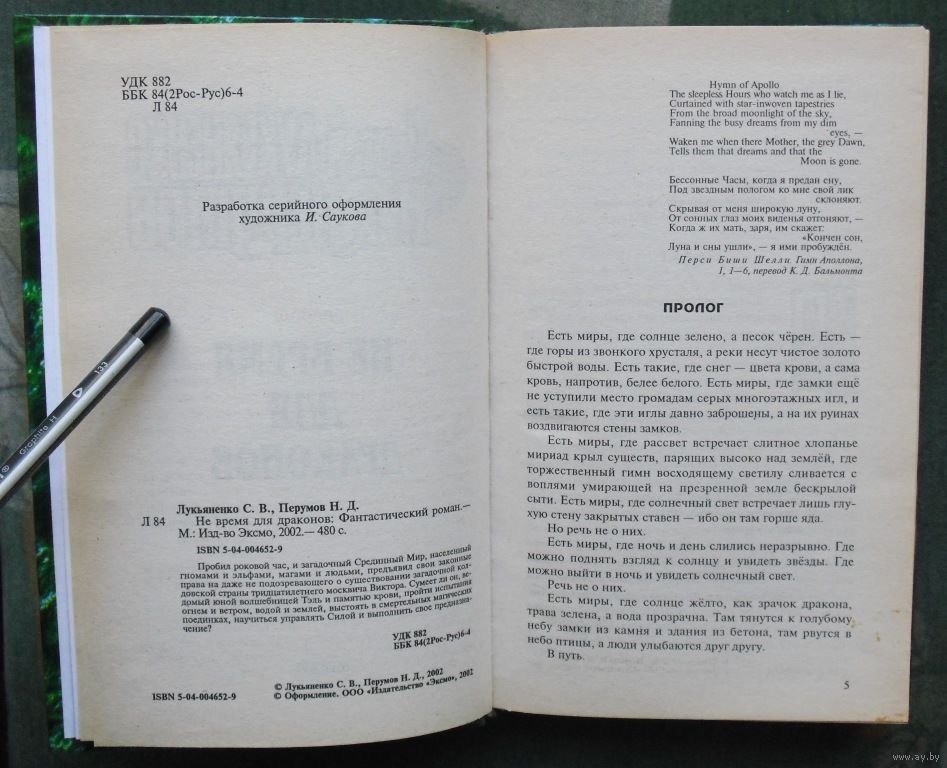 УДК 882
ББК 84(2Рос-Рус)6-4
Л 84
Разработка серийного оформления
художника И. Саукова
Graphite H
133
Лукьяненко С. В., Перумов Н. Д.
Л 84 Не время для драконов: Фантастический роман.—
М.: Изд-во Эксмо, 2002.— 480 с.
ISBN 5-04-004652-9
Пробил роковой час, и загадочный Срединный Мир, населенный
гномами и эльфами, магами и людьми, предъявил свои законные
права на даже не подозревающего о существовании загадочной кол-
довской страны тридцатилетнего москвича Виктора. Сумеет ли он, ве-
домый юной волшебницей Тэль и памятью крови, пройти испытания
огнем и ветром, водой и землей, выстоять в смертельных магических
поединках, научиться управлять Силой и выполнить свое предназна-
чение?
УДК 882
ББК 84(2Рос-Рус)6-4
© Лукьяненко С. В., Перумов Н. Д., 2002
ISBN 5-04-004652-9 © Оформление. ООО «Издательство «Эксмо», 2002
Hymn of Apollo
The sleepless Hours who watch me as I lie,
Curtained with star-inwoven tapestries
From the broad moonlight of the sky,
Fanning the busy dreams from my dim
eyes, —
Waken me when there Mother, the grey Dawn,
Tells them that dreams and that the
Moon is gone.
Бессонные Часы, когда я предан сну,
Под звездным пологом ко мне свой лик
склоняют.
Скрывая от меня широкую луну,
От сонных глаз моих виденья отгоняют, —
Когда ж их мать, заря, им скажет:
«Кончен сон,
Луна и сны ушли», — я ими пробуждён.
Перси Биши Шелли. Гимн Аполлона,
1, 1—6, перевод К. Д. Бальмонта
ПРОЛОГ
Есть миры, где солнце зелено, а песок чёрен. Есть —
где горы из звонкого хрусталя, а реки несут чистое золото
быстрой воды. Есть такие, где снег — цвета крови, а сама
кровь, напротив, белее белого. Есть миры, где замки ещё
не уступили место громадам серых многоэтажных игл, и
есть такие, где эти иглы давно заброшены, а на их руинах
воздвигаются стены замков.
Есть миры, где рассвет встречает слитное хлопанье
мириад крыл существ, парящих высоко над землёй, где
торжественный гимн восходящему светилу сливается с
воплями умирающей на презренной земле бескрылой
сыти. Есть миры, где солнечный свет встречает лишь глу-
хую стену закрытых ставен — ибо он там горше яда.
Но речь не о них.
Есть миры, где ночь и день слились неразрывно. Где
можно поднять взгляд к солнцу и увидеть звёзды. Где
можно выйти в ночь и увидеть солнечный свет.
Речь не о них.
Есть миры, где солнце жёлто, как зрачок дракона,
трава зелена, а вода прозрачна. Там тянутся к голубому
небу замки из камня и здания из бетона, там рвутся в
небо птицы, а люди улыбаются друг другу.
В путь.
5
www.ay.by